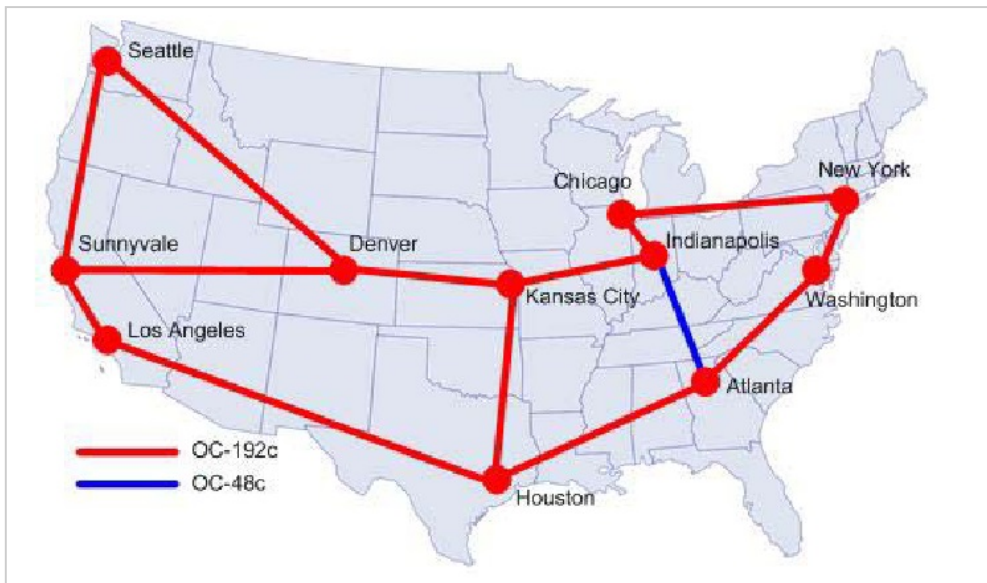 Seattle
New York
Chicago
Sunnyvale
Denver
Indianapolis
Kansas City
Washington
Los Angeles
Atlanta
OC-192c
OC-48c
Houston